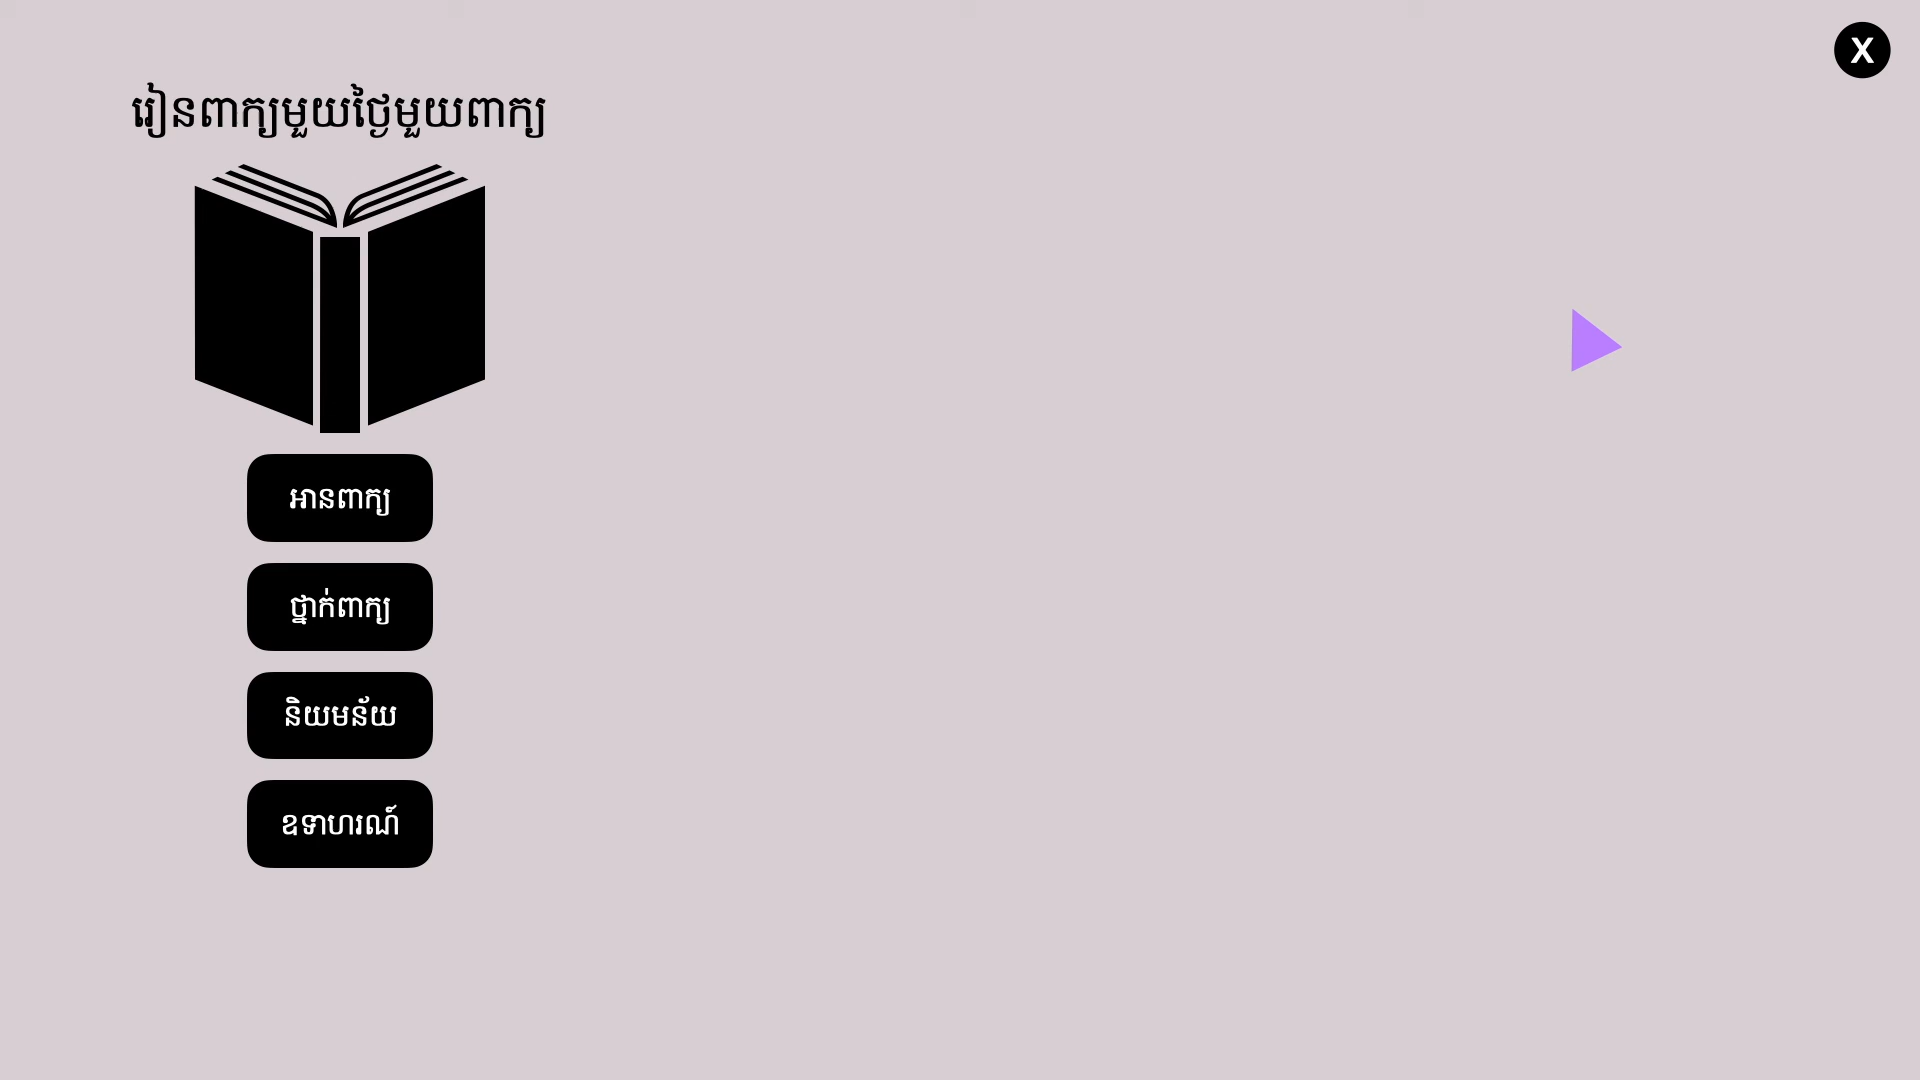 X
រៀនពាក្យមួយថ្ងៃមួយពាក្យ
អានពាក្យ
ថ្នាក់ពាក្យ
និយមន័យ
ឧទាហរណ៍